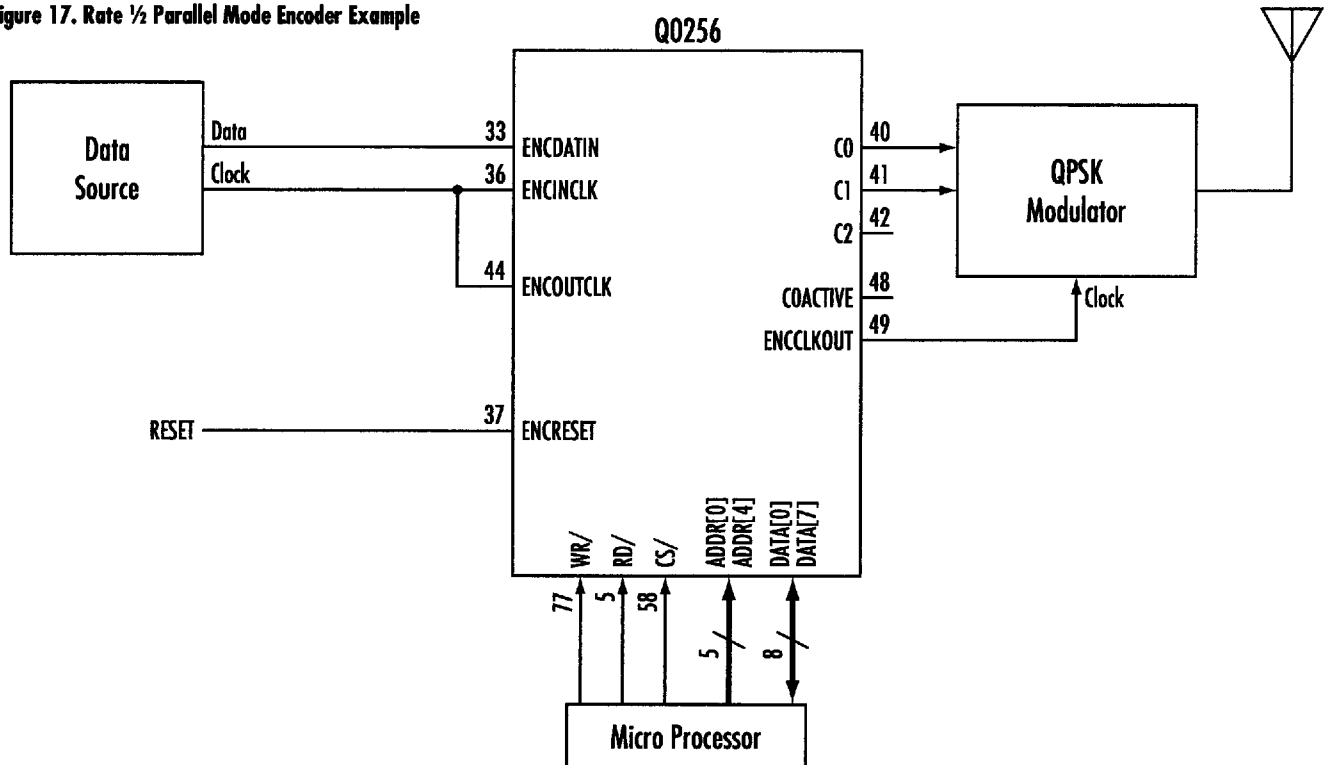 igure 17. Rate ½ Parallel Mode Encoder Example
Q0256
Data
Source
Data
Clock
33
36
44
37
RESET
ENCDATIN
ENCINCLK
ENCOUTCLK
ENCRESET
C0
C1
C2
C0ACTIVE
ENCCLKOUT
40
41
42
48
49
QPSK
Modulator
Clock
WR/
RD/
CS/
ADDR[0]
ADDR[4]
DATA[0]
DATA[7]
77
5
58
5
8
Micro Processor